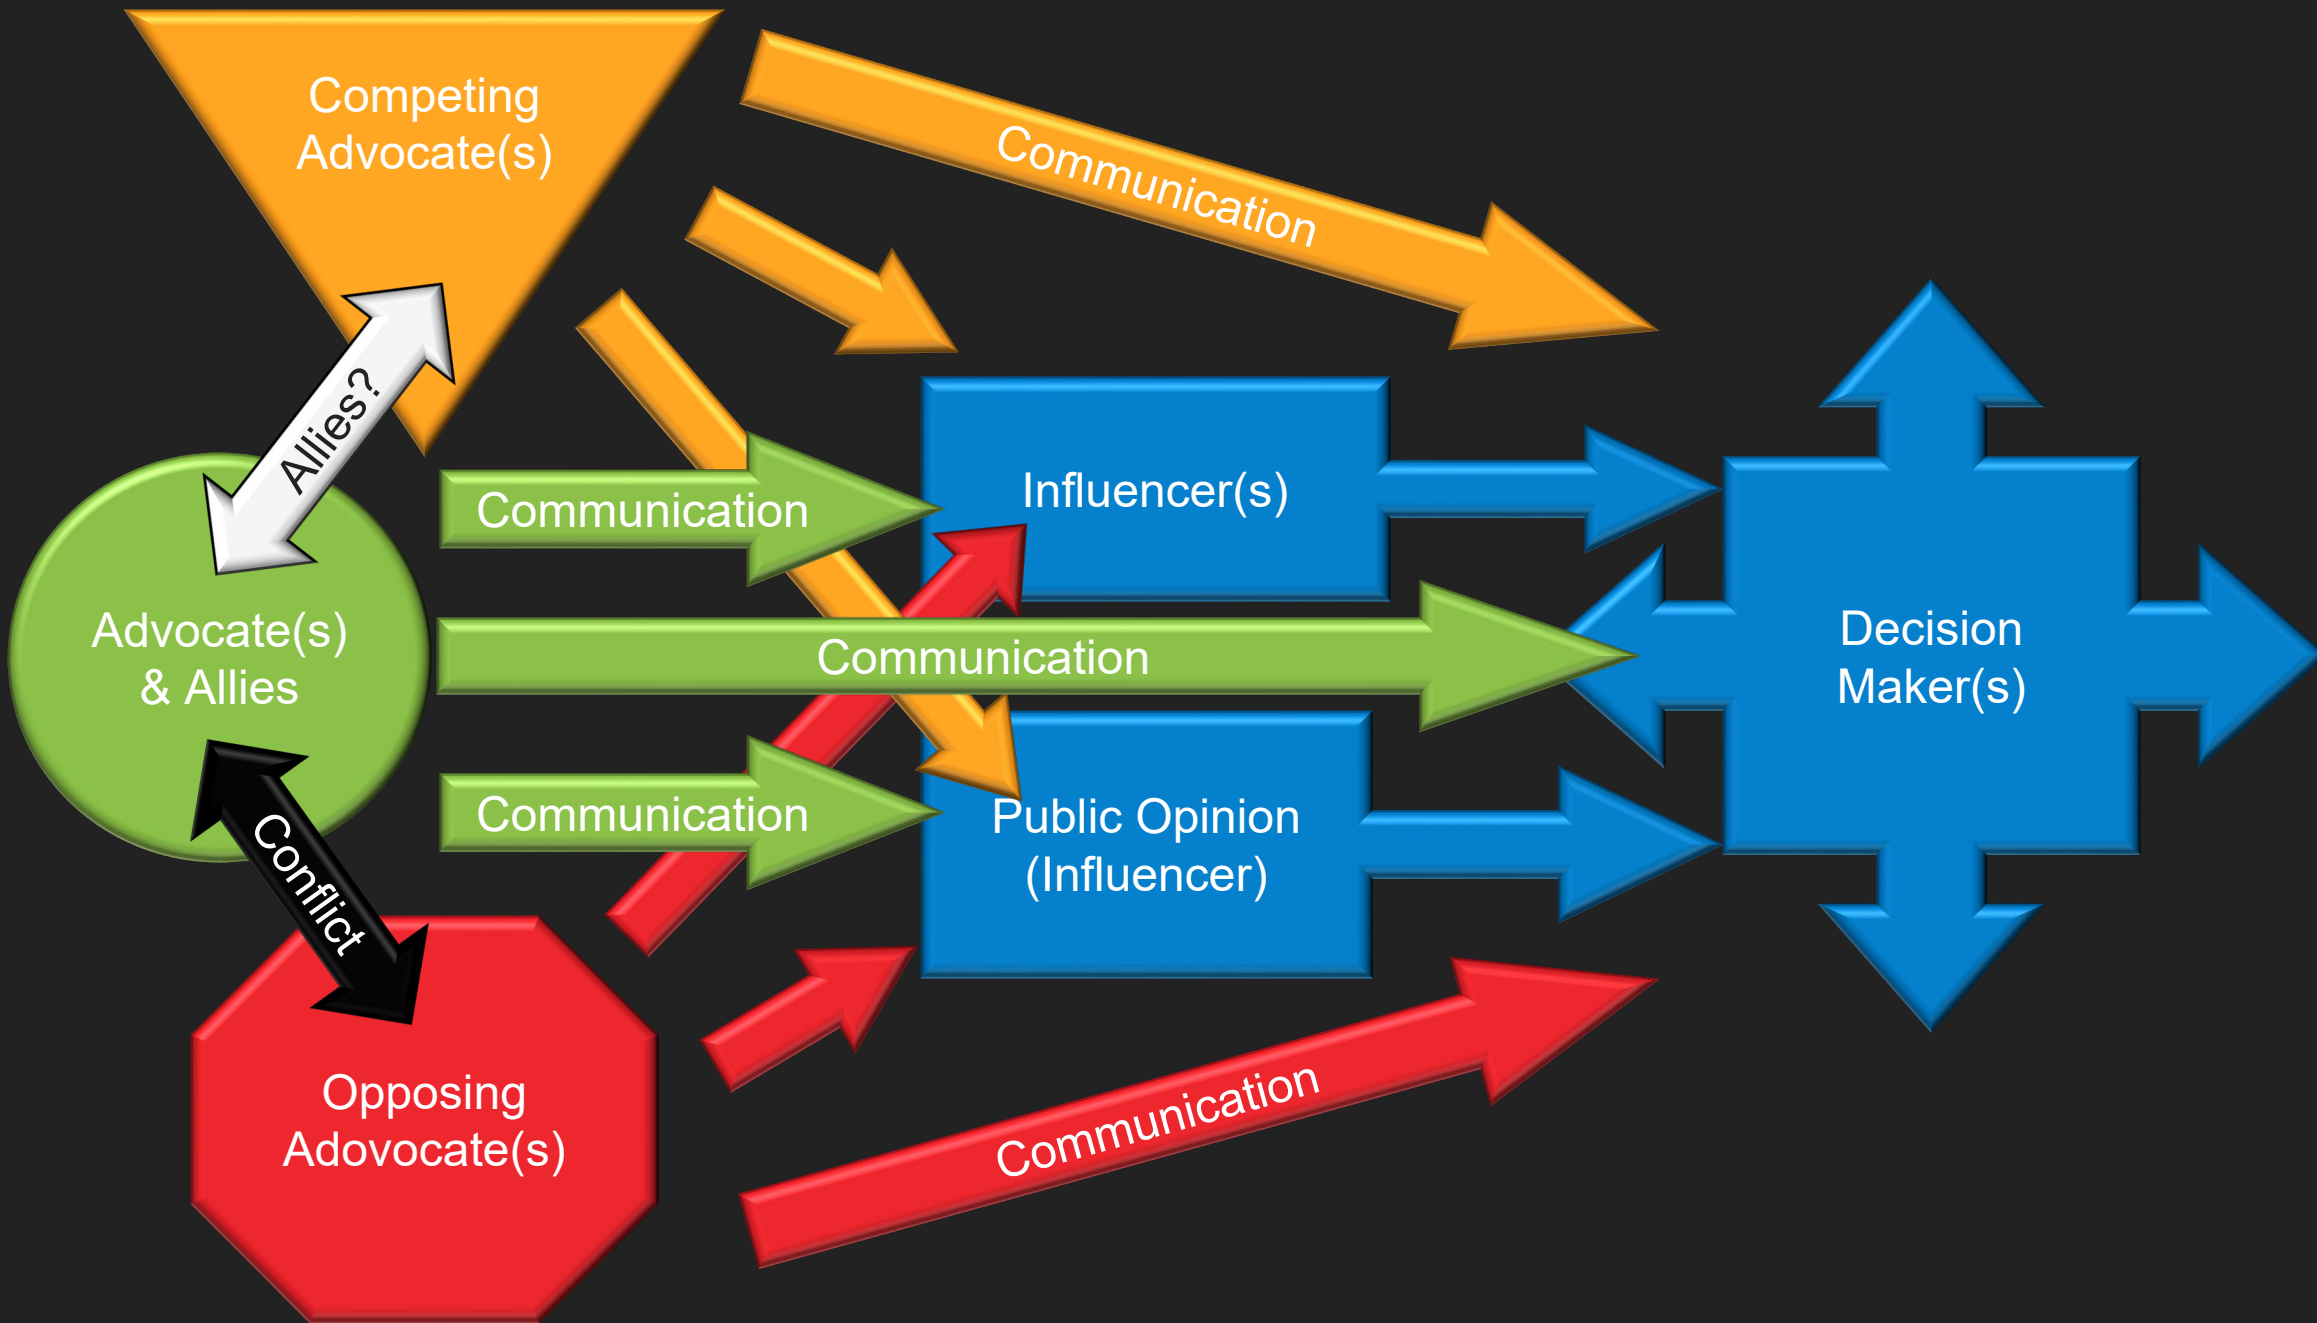 Competing
Advocate(s)
Communication
Allies?
Communication
Influencer(s)
Advocate(s)
& Allies
Communication
Decision
Maker(s)
Communication
Public Opinion
(Influencer)
Conflict
Opposing
Adovocate(s)
Communication